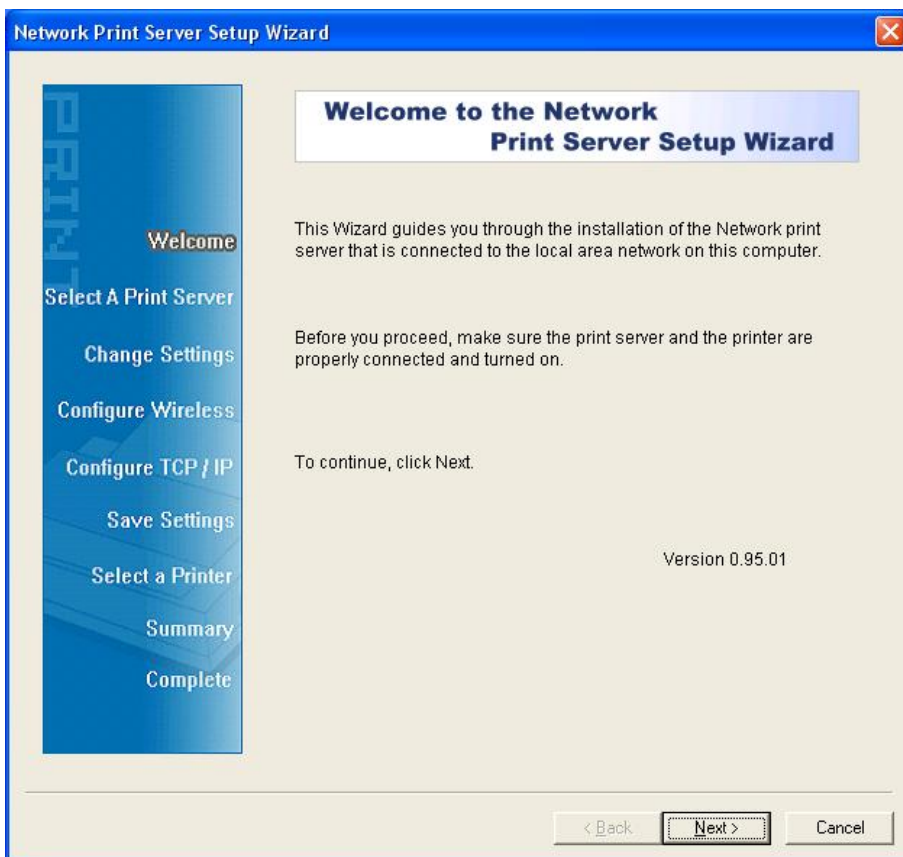 Network Print Server Setup Wizard
PRINT
Welcome
Select A Print Server
Change Settings
Configure Wireless
Configure TCP / IP
Save Settings
Select a Printer
Summary
Complete
Welcome to the Network
Print Server Setup Wizard
This Wizard guides you through the installation of the Network print
server that is connected to the local area network on this computer.
Before you proceed, make sure the print server and the printer are
properly connected and turned on.
To continue, click Next.
Version 0.95.01
< Back
Next >
Cancel